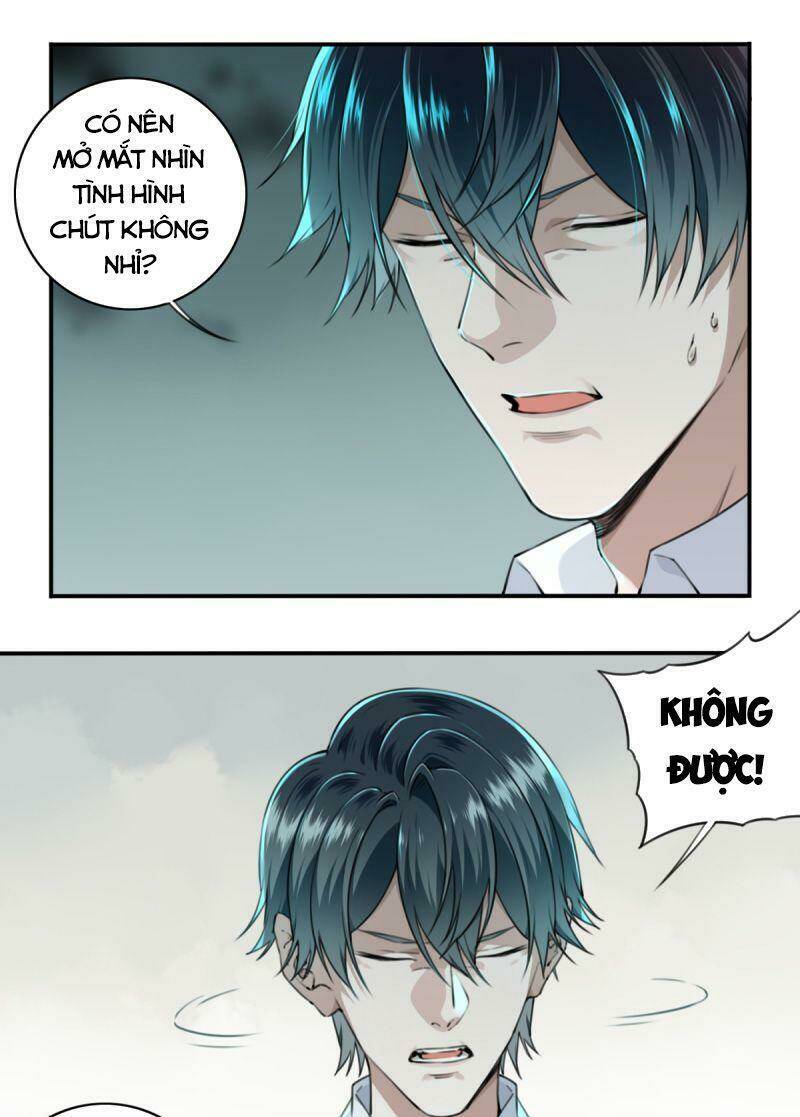 CÓ NÊN
MỞ MẮT NHÌN
TÌNH HÌNH
CHÚT KHÔNG
NHỈ?
KHÔNG
ĐƯỢC!